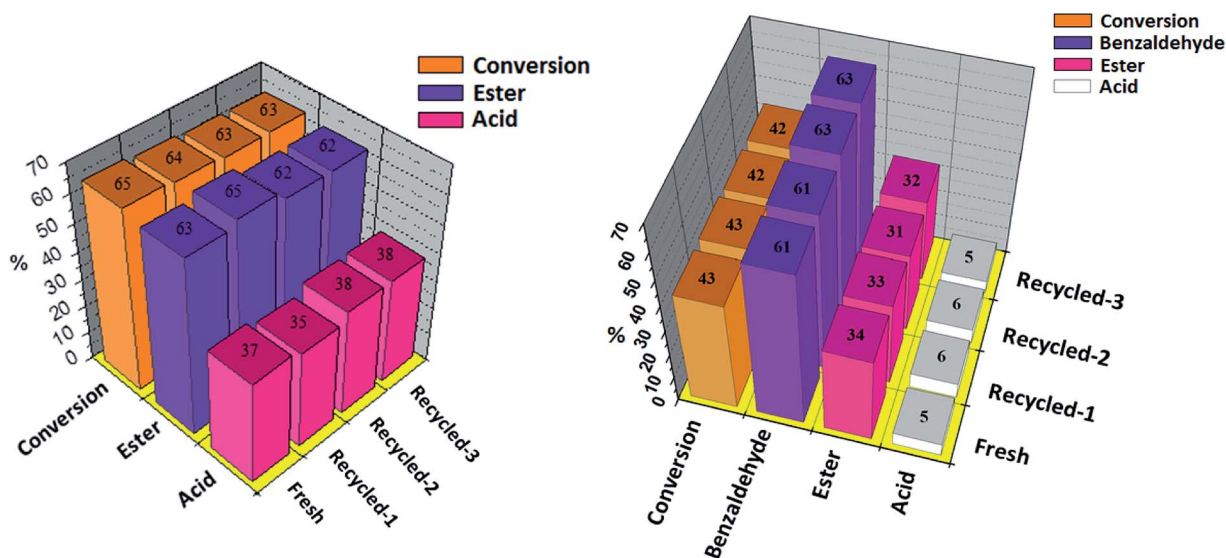 Conversion
Ester
Acid
70
60
50
40
30
20
10
0
%
65
64
63
63
63
65
62
62
37
35
38
38
Conversion
Ester
Acid
Fresh
Recycled-1
Recycled-2
Recycled-3
Conversion
Benzaldehyde
Ester
Acid
70
60
50
40
30
20
10
0
%
43
43
42
42
61
61
63
63
34
33
31
32
5
6
6
5
Conversion
Benzaldehyde
Ester
Acid
Fresh
Recycled-1
Recycled-2
Recycled-3